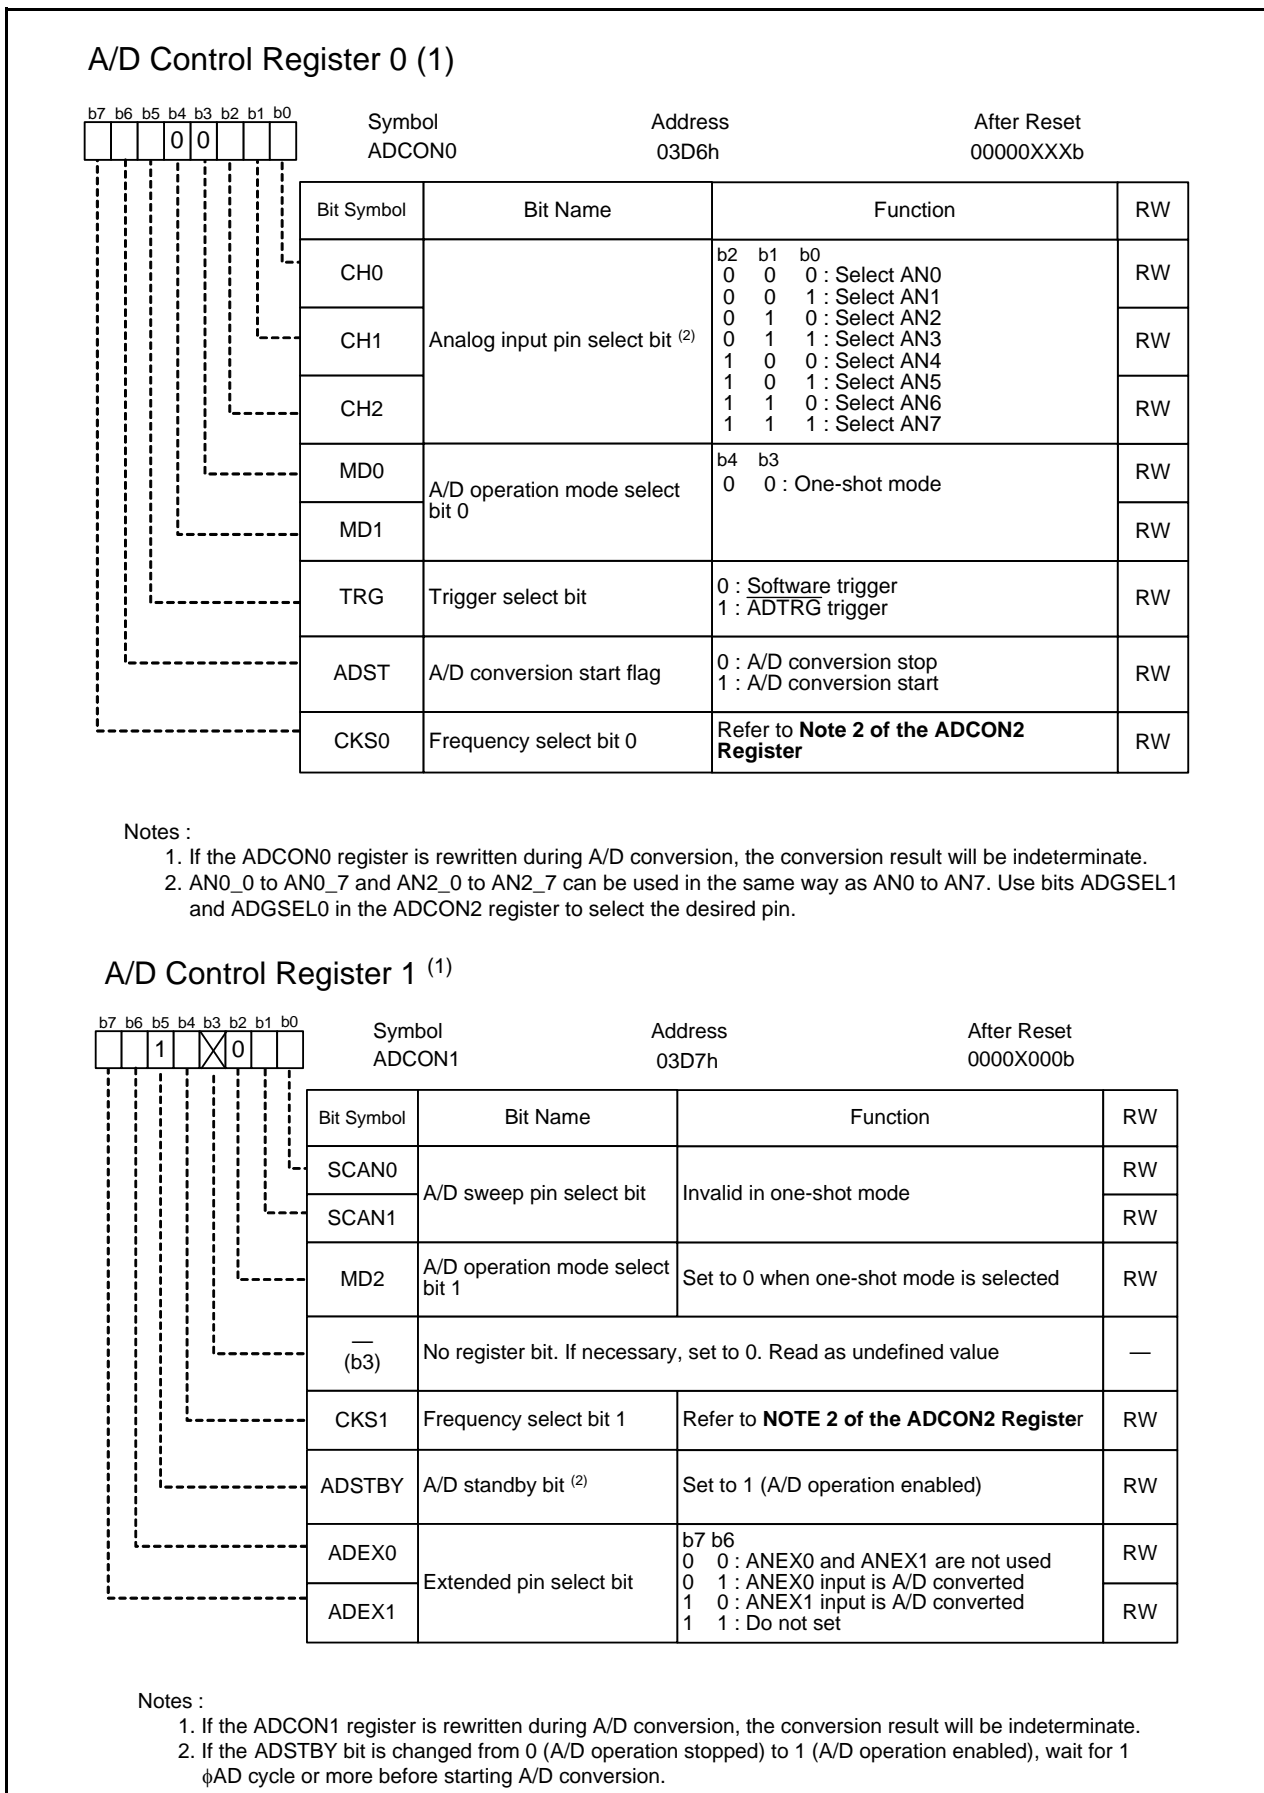 A/D Control Register 0 (1)
b7 b6 b5 b4 b3 b2 b1 b0
0 0
Symbol Address After Reset
ADCON0 03D6h 00000XXXb
Bit Symbol Bit Name Function RW
CH0
CH1
CH2
Analog input pin select bit (2)
b2 b1 b0
0 0 0 : Select AN0
0 0 1 : Select AN1
0 1 0 : Select AN2
0 1 1 : Select AN3
1 0 0 : Select AN4
1 0 1 : Select AN5
1 1 0 : Select AN6
1 1 1 : Select AN7
RW
RW
RW
MD0
MD1
A/D operation mode select
bit 0
b4 b3
0 0 : One-shot mode
RW
RW
TRG Trigger select bit
0 : Software trigger
1 : ADTRG trigger
RW
ADST A/D conversion start flag
0 : A/D conversion stop
1 : A/D conversion start
RW
CKS0 Frequency select bit 0
Refer to Note 2 of the ADCON2
Register
RW
Notes :
1. If the ADCON0 register is rewritten during A/D conversion, the conversion result will be indeterminate.
2. AN0_0 to AN0_7 and AN2_0 to AN2_7 can be used in the same way as AN0 to AN7. Use bits ADGSEL1
and ADGSEL0 in the ADCON2 register to select the desired pin.
A/D Control Register 1 (1)
b7 b6 b5 b4 b3 b2 b1 b0
1 0
Symbol Address After Reset
ADCON1 03D7h 0000X000b
Bit Symbol Bit Name Function RW
SCAN0
SCAN1
A/D sweep pin select bit
Invalid in one-shot mode
RW
RW
MD2
A/D operation mode select
bit 1
Set to 0 when one-shot mode is selected
RW
—
(b3)
No register bit. If necessary, set to 0. Read as undefined value
—
CKS1 Frequency select bit 1 Refer to NOTE 2 of the ADCON2 Register RW
ADSTBY A/D standby bit (2) Set to 1 (A/D operation enabled) RW
ADEX0
ADEX1
Extended pin select bit
b7 b6
0 0 : ANEX0 and ANEX1 are not used
0 1 : ANEX0 input is A/D converted
1 0 : ANEX1 input is A/D converted
1 1 : Do not set
RW
RW
Notes :
1. If the ADCON1 register is rewritten during A/D conversion, the conversion result will be indeterminate.
2. If the ADSTBY bit is changed from 0 (A/D operation stopped) to 1 (A/D operation enabled), wait for 1
ϕAD cycle or more before starting A/D conversion.